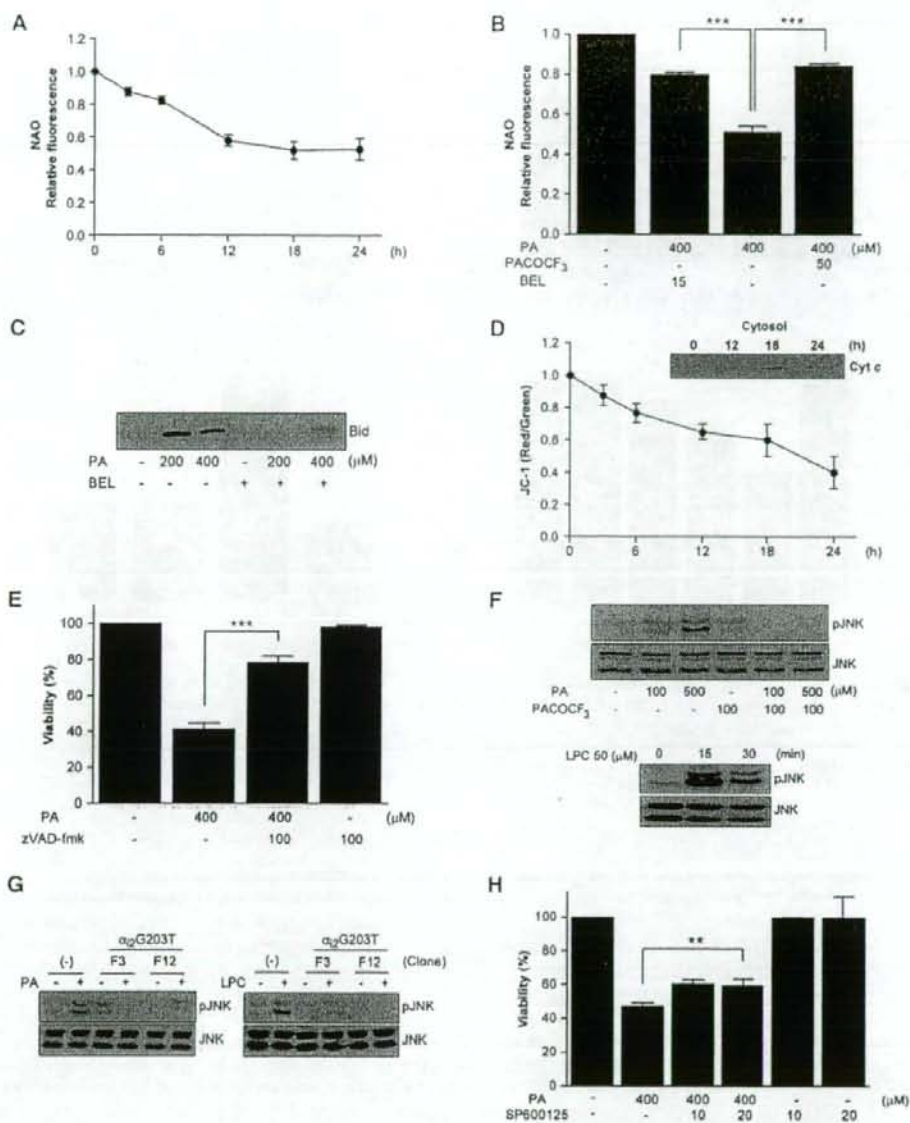 A
NAO
Relative fluorescence
1.2
1.0
0.8
0.6
0.4
0.2
0.0
0 6 12 18 24 (h)
B
NAO
Relative fluorescence
1.0
0.8
0.6
0.4
0.2
0.0
*** ***
PA - 400 400 400 (μM)
PACOCF3 - - - 50
BEL - 15 - -
C
Bid
PA - 200 400 - 200 400 (μM)
BEL - - - + + +
D
Cytosol
0 12 18 24 (h)
Cyt c
JC-1 (Red/Green)
1.2
1.0
0.8
0.6
0.4
0.2
0.0
0 6 12 18 24 (h)
E
Viability (%)
100
80
60
40
20
0
***
PA - 400 400 - (μM)
zVAD-fmk - - 100 100
F
pJNK
JNK
PA - 100 500 - 100 500 (μM)
PACOCF3 - - - 100 100 100
LPC 50 (μM) 0 15 30 (min)
pJNK
JNK
G
αi2G203T
(-) F3 F12 (Clone)
PA - + - + - +
pJNK
JNK
αi2G203T
(-) F3 F12
LPC - + - + - +
pJNK
JNK
H
Viability (%)
100
80
60
40
20
0
**
PA - 400 400 400 - - (μM)
SP600125 - - 10 20 10 20